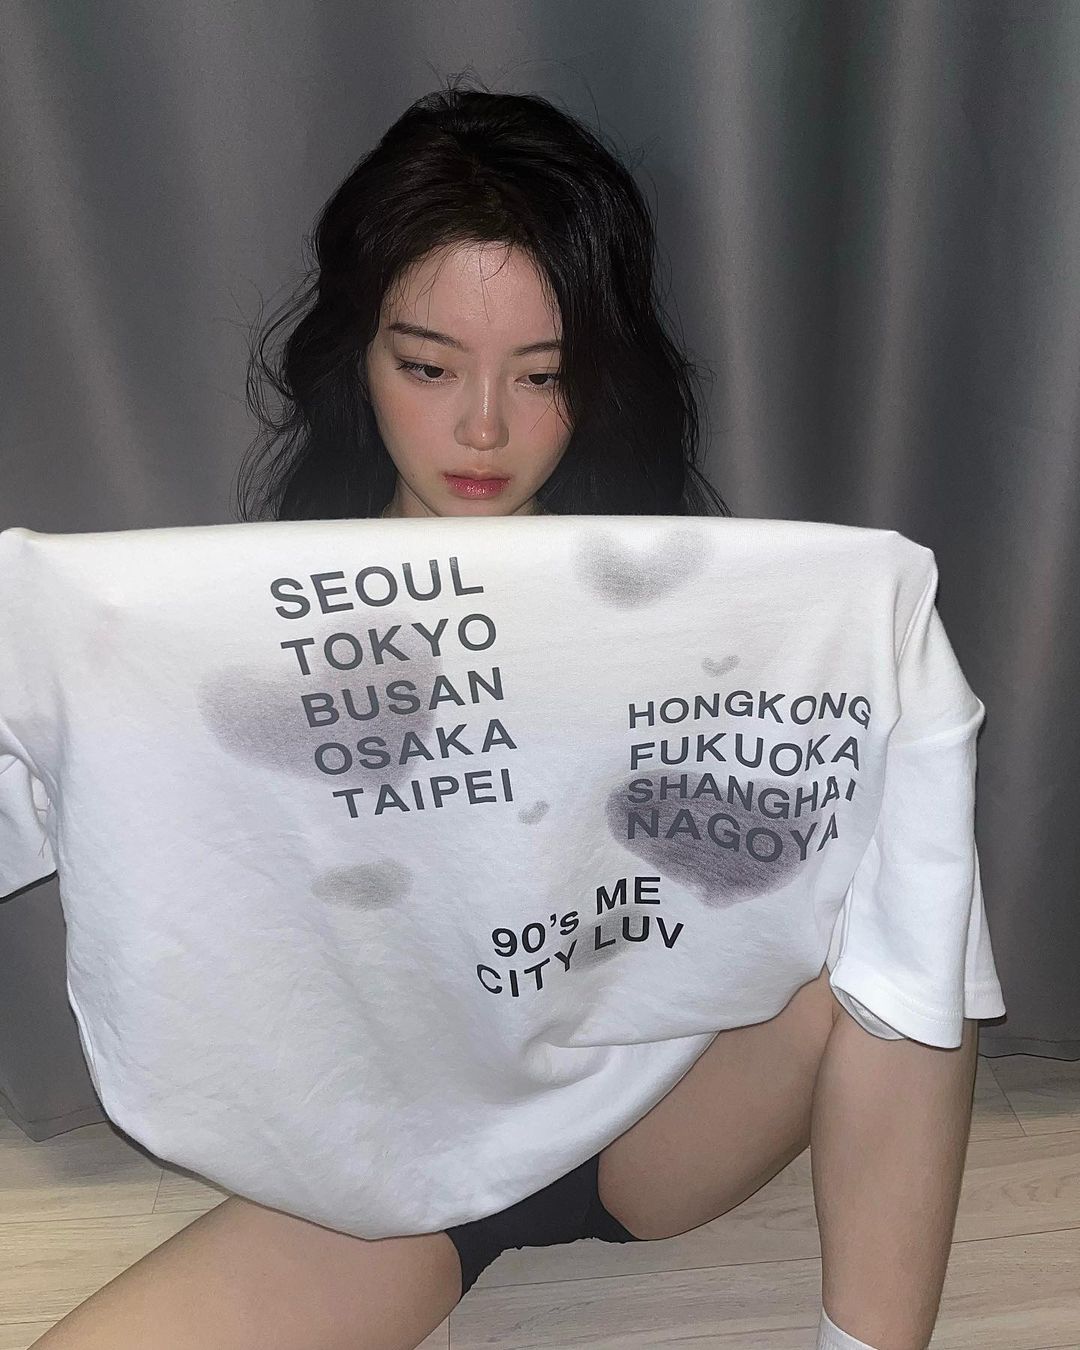 SEOUL
TOKYO
BUSAN
OSAKA
TAIPEI
HONGKONG
FUKUOKA
SHANGHAI
NAGOYA
90's ME
CITY LUV